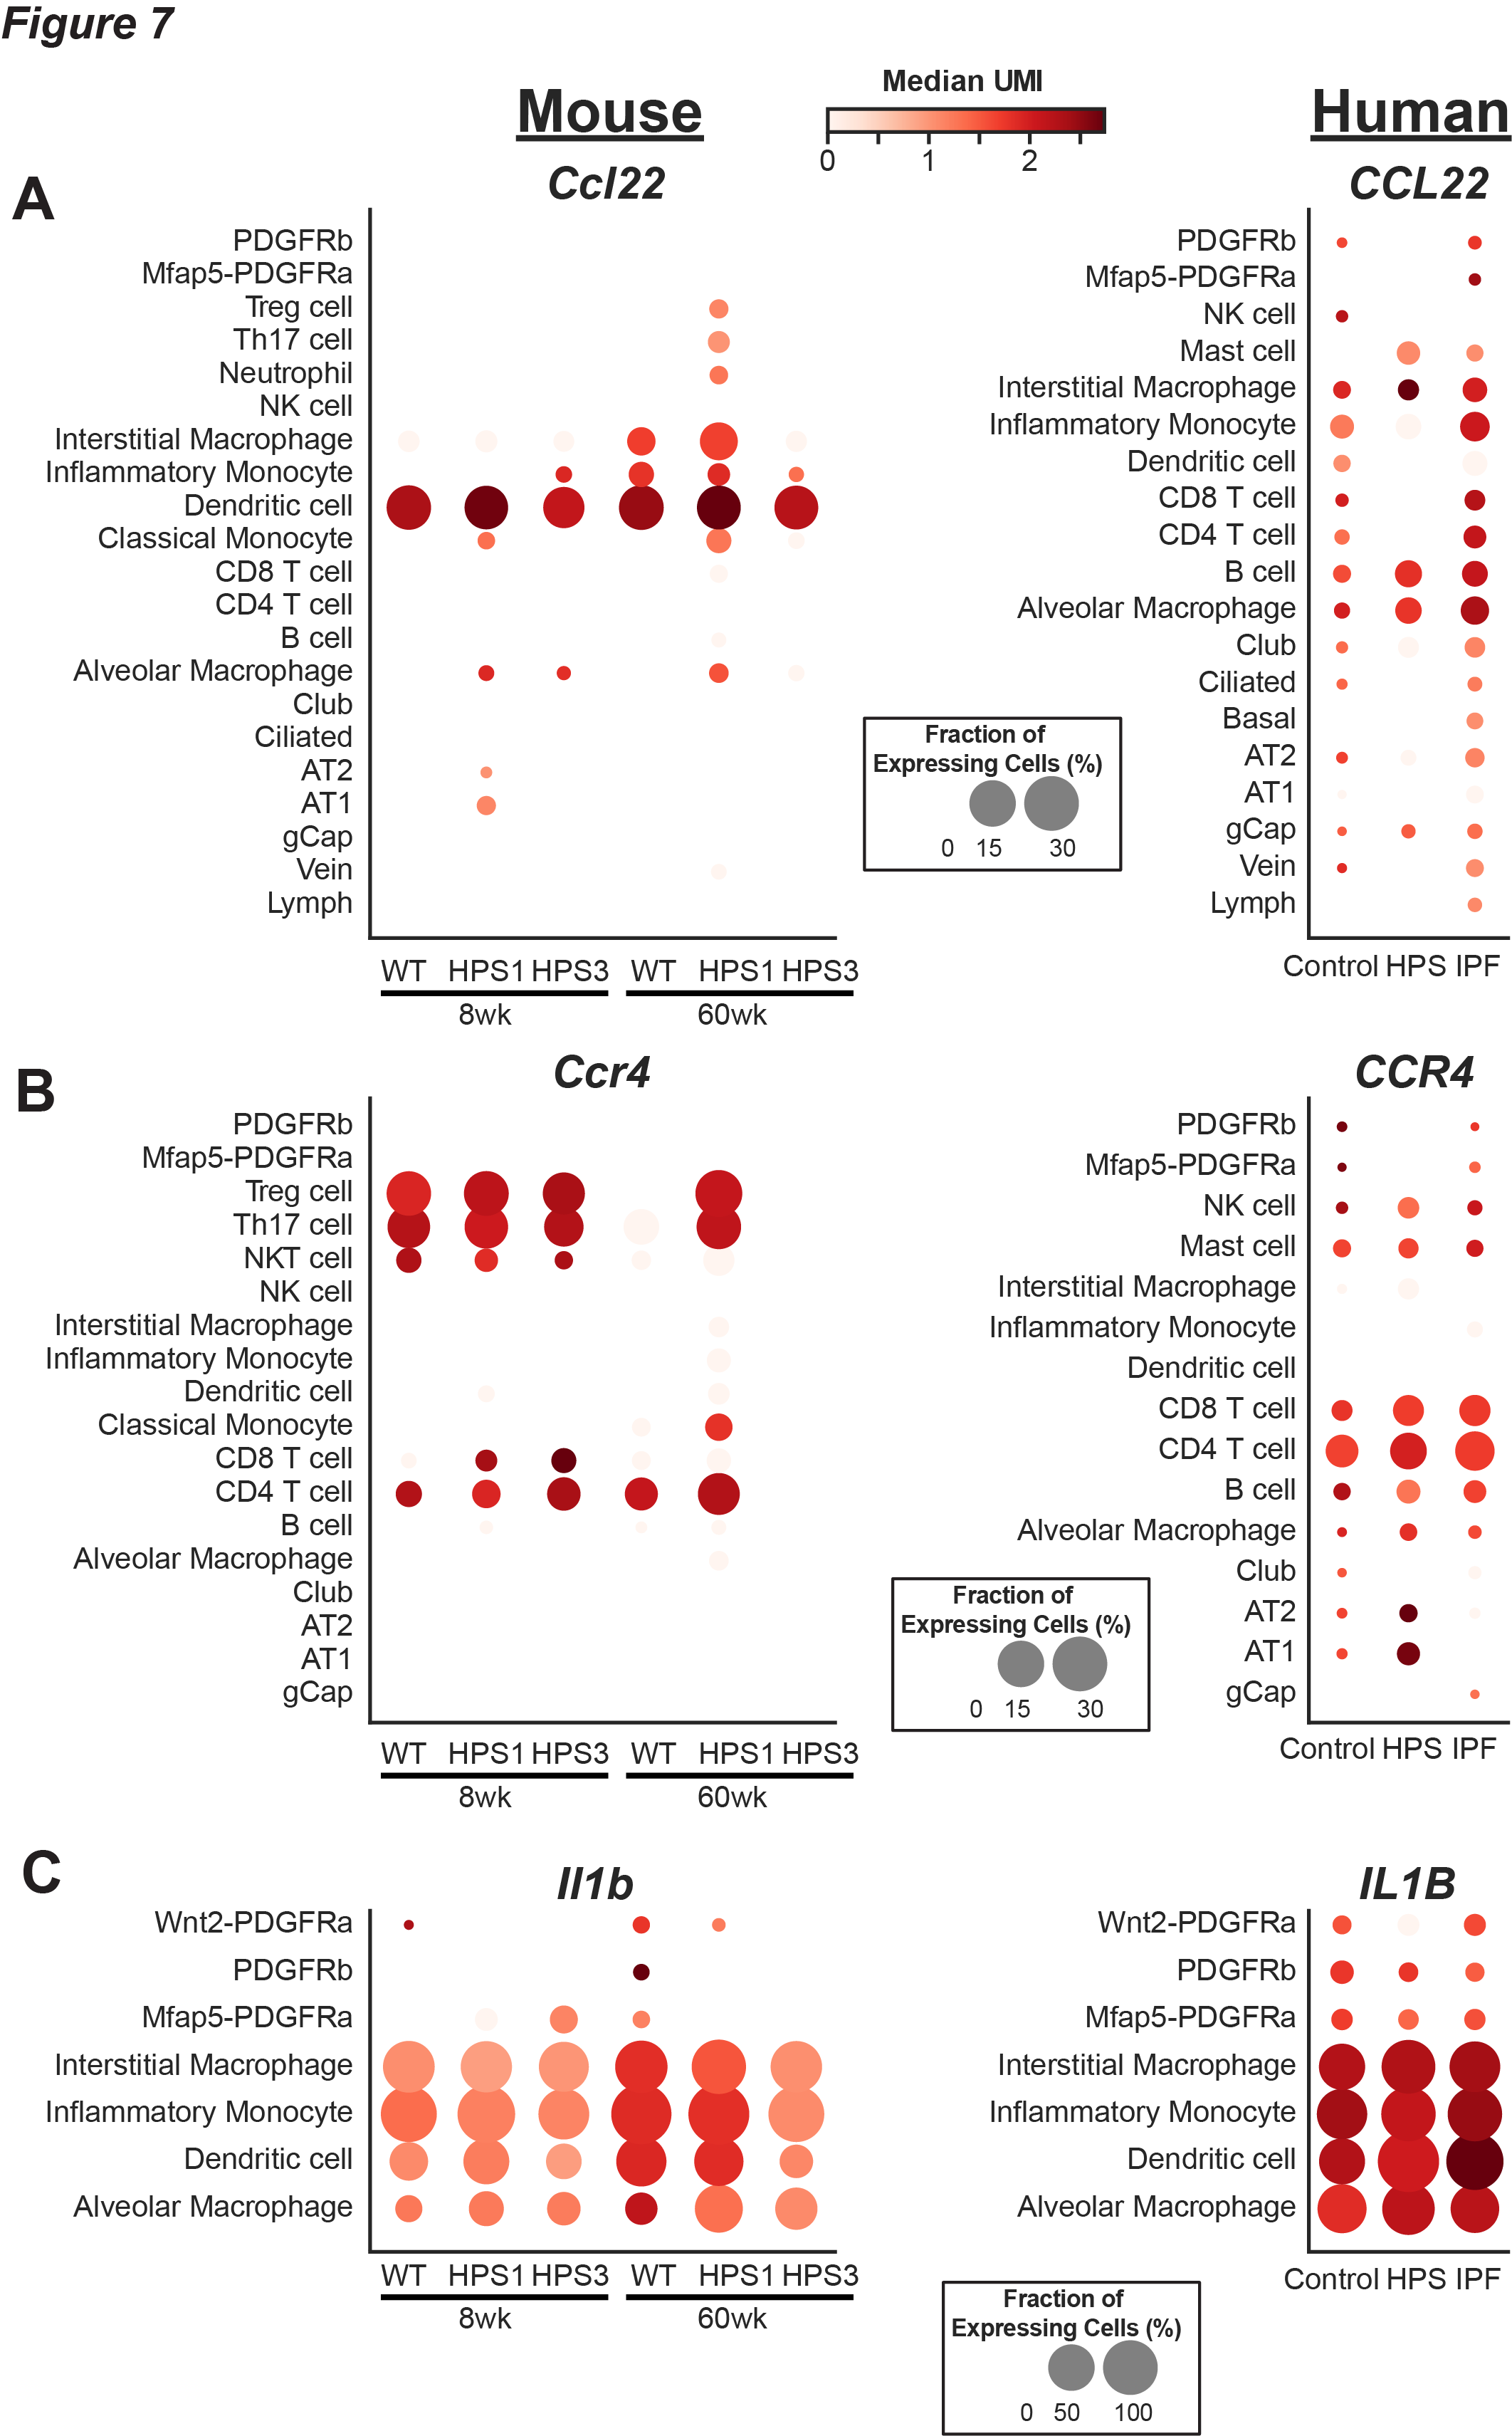 Figure 7
Mouse
Median UMI
0 1 2
Human
A
Ccl22
PDGFRb
Mfap5-PDGFRa
Treg cell
Th17 cell
Neutrophil
NK cell
Interstitial Macrophage
Inflammatory Monocyte
Dendritic cell
Classical Monocyte
CD8 T cell
CD4 T cell
B cell
Alveolar Macrophage
Club
Ciliated
AT2
AT1
gCap
Vein
Lymph
WT HPS1 HPS3 WT HPS1 HPS3
8wk 60wk
Fraction of
Expressing Cells (%)
0 15 30
CCL22
PDGFRb
Mfap5-PDGFRa
NK cell
Mast cell
Interstitial Macrophage
Inflammatory Monocyte
Dendritic cell
CD8 T cell
CD4 T cell
B cell
Alveolar Macrophage
Club
Ciliated
Basal
AT2
AT1
gCap
Vein
Lymph
Control HPS IPF
B
Ccr4
PDGFRb
Mfap5-PDGFRa
Treg cell
Th17 cell
NKT cell
NK cell
Interstitial Macrophage
Inflammatory Monocyte
Dendritic cell
Classical Monocyte
CD8 T cell
CD4 T cell
B cell
Alveolar Macrophage
Club
AT2
AT1
gCap
WT HPS1 HPS3 WT HPS1 HPS3
8wk 60wk
Fraction of
Expressing Cells (%)
0 15 30
CCR4
PDGFRb
Mfap5-PDGFRa
NK cell
Mast cell
Interstitial Macrophage
Inflammatory Monocyte
Dendritic cell
CD8 T cell
CD4 T cell
B cell
Alveolar Macrophage
Club
AT2
AT1
gCap
Control HPS IPF
C
Il1b
Wnt2-PDGFRa
PDGFRb
Mfap5-PDGFRa
Interstitial Macrophage
Inflammatory Monocyte
Dendritic cell
Alveolar Macrophage
WT HPS1 HPS3 WT HPS1 HPS3
8wk 60wk
IL1B
Wnt2-PDGFRa
PDGFRb
Mfap5-PDGFRa
Interstitial Macrophage
Inflammatory Monocyte
Dendritic cell
Alveolar Macrophage
Control HPS IPF
Fraction of
Expressing Cells (%)
0 50 100